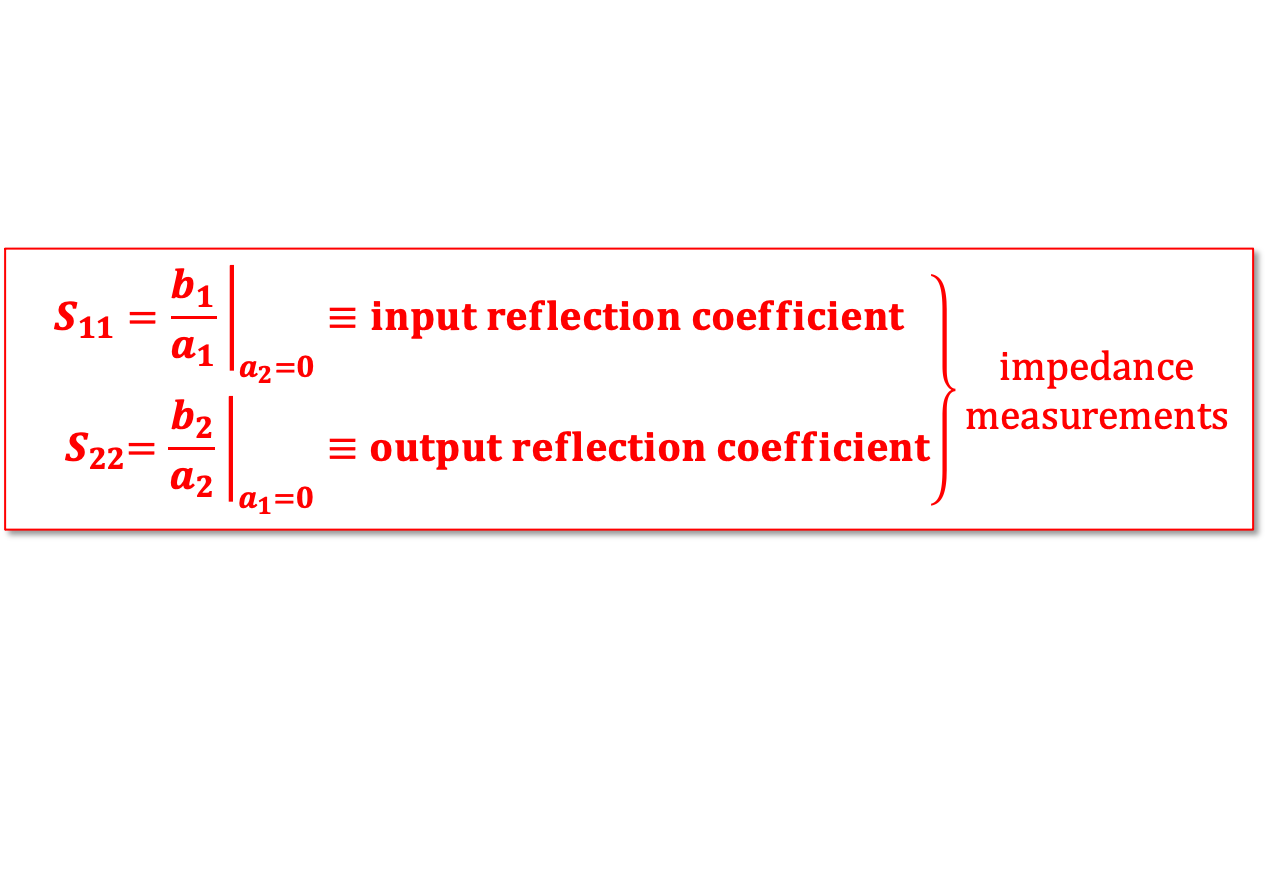 S₁₁ = b₁/a₁ |ₐ₂₌₀ ≡ input reflection coefficient
S₂₂= b₂/a₂ |ₐ₁₌₀ ≡ output reflection coefficient
impedance
measurements